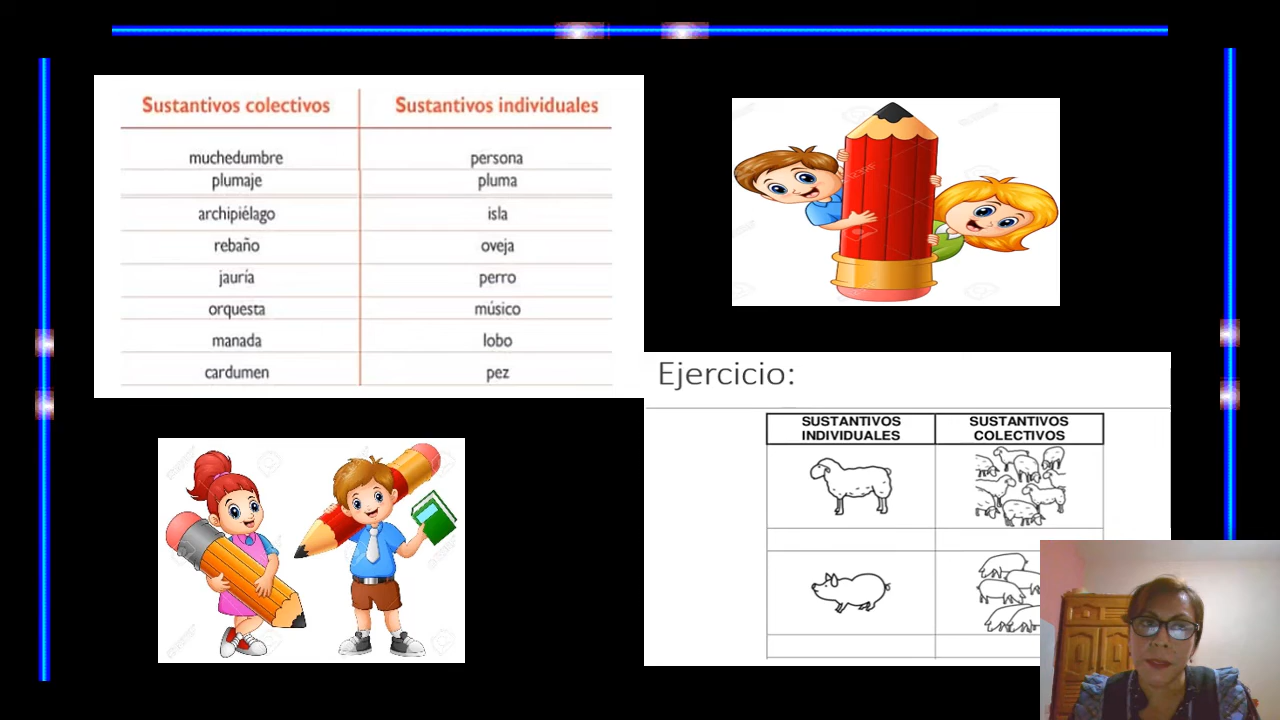 Sustantivos colectivos Sustantivos individuales
muchedumbre persona
plumaje pluma
archipiélago isla
rebaño oveja
jauría perro
orquesta músico
manada lobo
cardumen pez
Ejercicio:
SUSTANTIVOS INDIVIDUALES SUSTANTIVOS COLECTIVOS